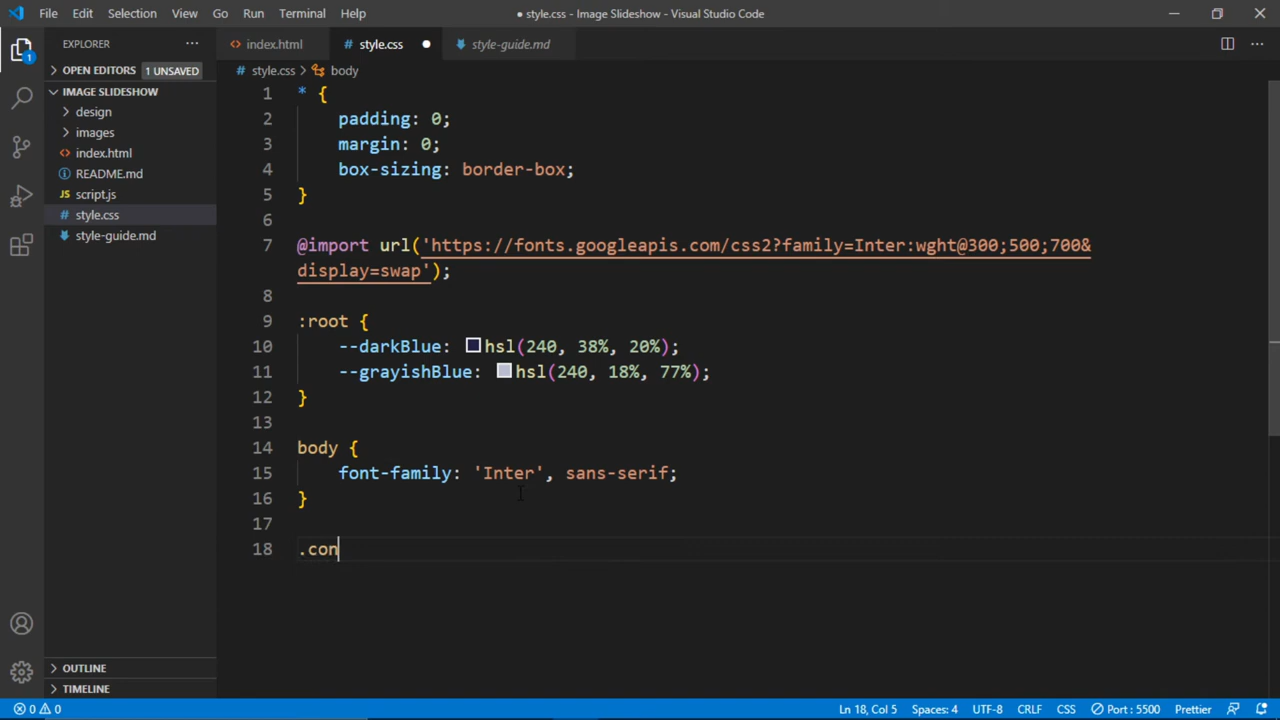 File Edit Selection View Go Run Terminal Help
● style.css - Image Slideshow - Visual Studio Code
EXPLORER
index.html
style.css
style-guide.md
OPEN EDITORS 1 UNSAVED
style.css > body
IMAGE SLIDESHOW
design
images
index.html
README.md
JS script.js
# style.css
style-guide.md
1 * {
2 padding: 0;
3 margin: 0;
4 box-sizing: border-box;
5 }
6
7 @import url('https://fonts.googleapis.com/css2?family=Inter:wght@300;500;700&
display=swap');
8
9 :root {
10 --darkBlue: hsl(240, 38%, 20%);
11 --grayishBlue: hsl(240, 18%, 77%);
12 }
13
14 body {
15 font-family: 'Inter', sans-serif;
16 }
17
18 .con
1
OUTLINE
TIMELINE
0 0
Ln 18, Col 5 Spaces: 4 UTF-8 CRLF CSS Port : 5500 Prettier